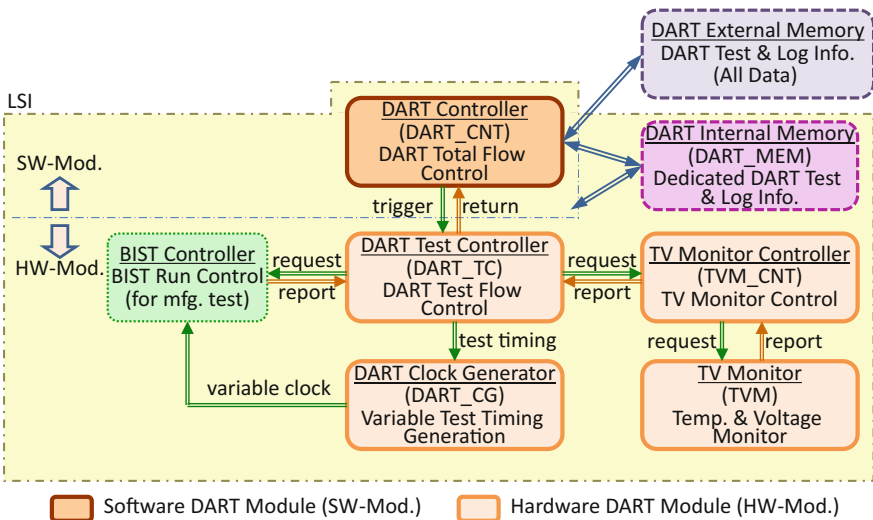 DART External Memory
DART Test & Log Info.
(All Data)
LSI
DART Controller
(DART_CNT)
DART Total Flow
Control
DART Internal Memory
(DART_MEM)
Dedicated DART Test
& Log Info.
SW-Mod.
HW-Mod.
trigger
return
BIST Controller
BIST Run Control
(for mfg. test)
request
report
DART Test Controller
(DART_TC)
DART Test Flow
Control
request
report
TV Monitor Controller
(TVM_CNT)
TV Monitor Control
test timing
request
report
variable clock
DART Clock Generator
(DART_CG)
Variable Test Timing
Generation
TV Monitor
(TVM)
Temp. & Voltage
Monitor
Software DART Module (SW-Mod.)
Hardware DART Module (HW-Mod.)